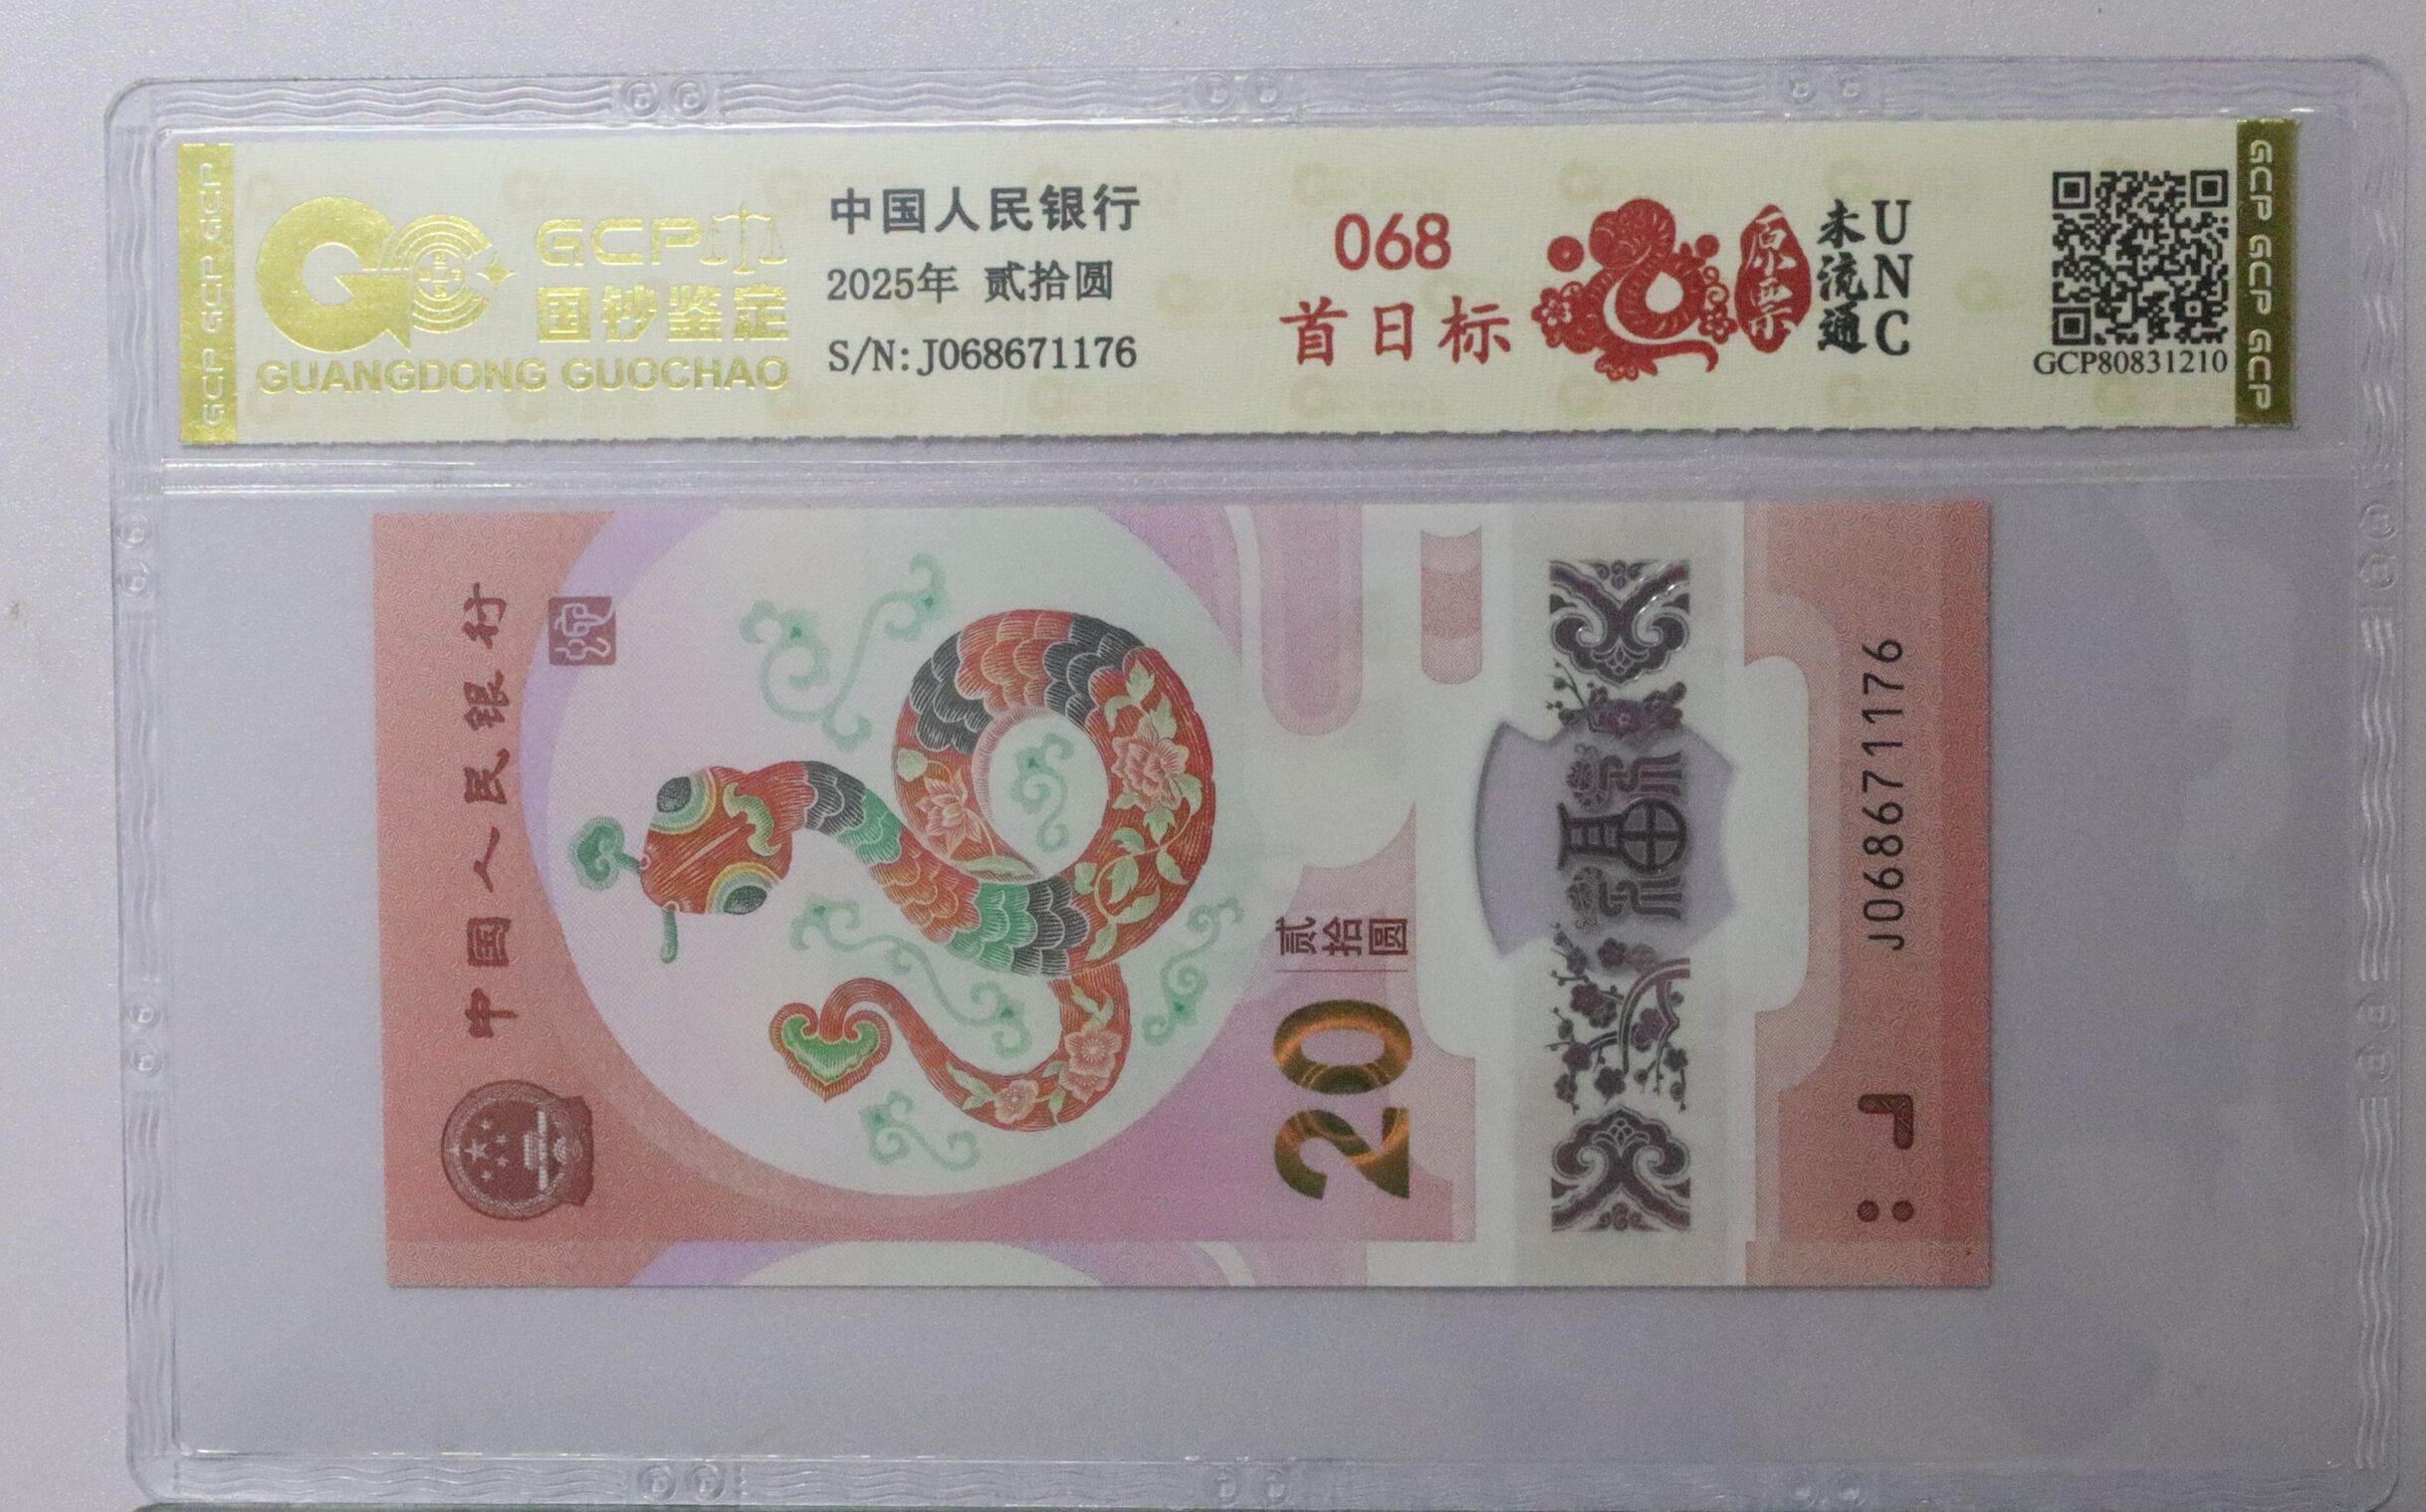 GCP GCP GCP
GCP
国钞鉴定
GUANGDONG GUOCHAO
中国人民银行
2025年 贰拾圆
S/N: J068671176
068
首日标
原票
未流通
UNC
GCP80831210
GCP GCP GCP
中国人民银行
20
贰拾圆
福
J068671176